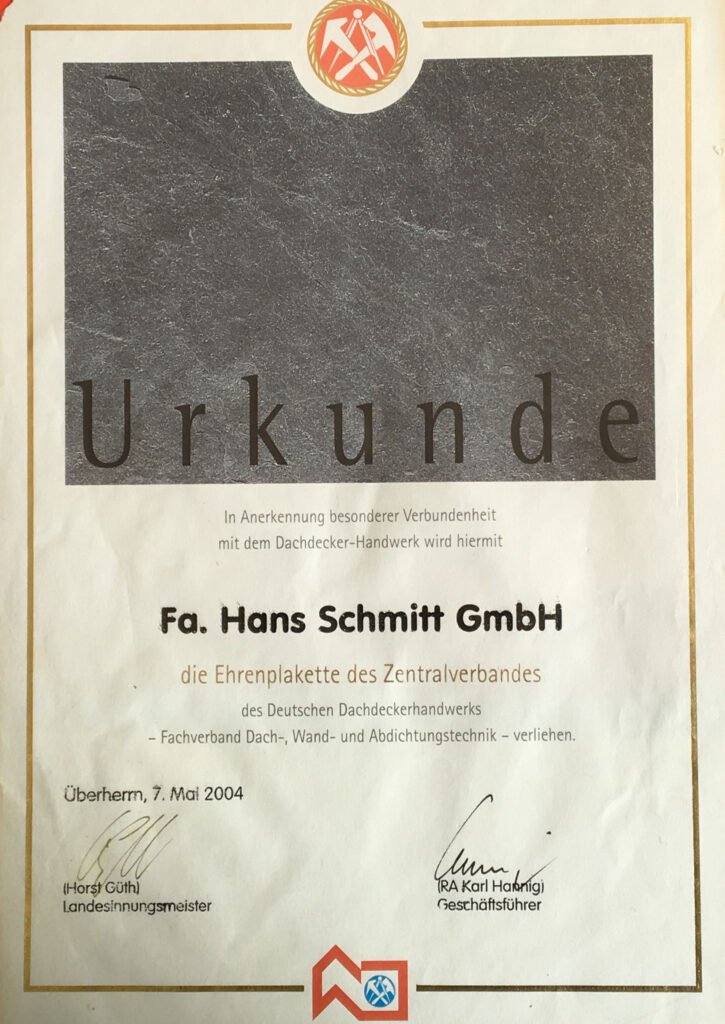 Urkunde
In Anerkennung besonderer Verbundenheit
mit dem Dachdecker-Handwerk wird hiermit
Fa. Hans Schmitt GmbH
die Ehrenplakette des Zentralverbandes
des Deutschen Dachdeckerhandwerks
– Fachverband Dach-, Wand- und Abdichtungstechnik – verliehen.
Überherrn, 7. Mai 2004
(Horst Güth)
Landesinnungsmeister
(RA Karl Hannig)
Geschäftsführer